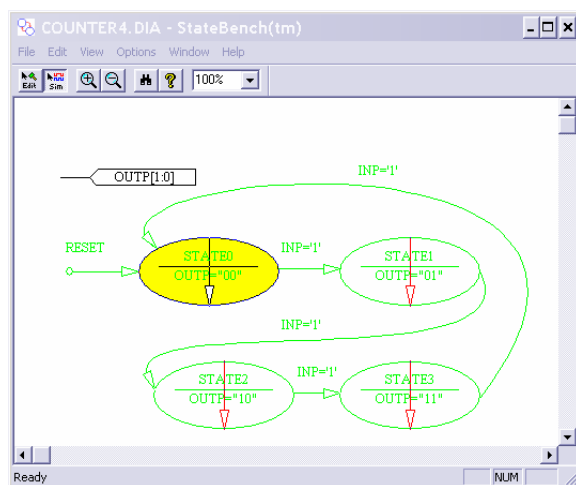 COUNTER4.DIA - StateBench(tm)
File Edit View Options Window Help
Edit Sim 100%
OUTP[1:0]
INP='1'
RESET
STATE0
OUTP="00"
INP='1'
STATE1
OUTP="01"
INP='1'
STATE2
OUTP="10"
INP='1'
STATE3
OUTP="11"
Ready NUM